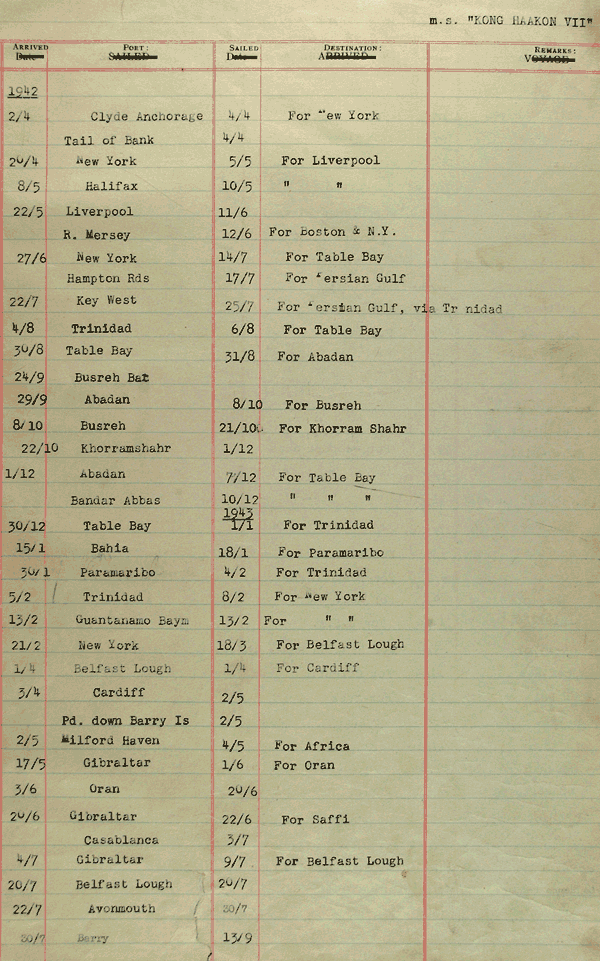 m.s. "KONG HAAKON VII"
ARRIVED PORT: SAILED DESTINATION: REMARKS:
Date SAILED Date ARRIVED VOYAGE
1942
2/4 Clyde Anchorage 4/4 For New York
Tail of Bank 4/4
20/4 New York 5/5 For Liverpool
8/5 Halifax 10/5 " "
22/5 Liverpool 11/6
R. Mersey 12/6 For Boston & N.Y.
27/6 New York 14/7 For Table Bay
Hampton Rds 17/7 For Persian Gulf
22/7 Key West 25/7 For Persian Gulf, via Tr nidad
4/8 Trinidad 6/8 For Table Bay
30/8 Table Bay 31/8 For Abadan
24/9 Busreh Bat
29/9 Abadan 8/10 For Busreh
8/10 Busreh 21/10 For Khorram Shahr
22/10 Khorramshahr 1/12
1/12 Abadan 7/12 For Table Bay
Bandar Abbas 10/12 " " "
1943
30/12 Table Bay 1/1 For Trinidad
15/1 Bahia 18/1 For Paramaribo
30/1 Paramaribo 4/2 For Trinidad
5/2 Trinidad 8/2 For New York
13/2 Guantanamo Baym 13/2 For " "
21/2 New York 18/3 For Belfast Lough
1/4 Belfast Lough 1/4 For Cardiff
3/4 Cardiff 2/5
Pd. down Barry Is 2/5
2/5 Milford Haven 4/5 For Africa
17/5 Gibraltar 1/6 For Oran
3/6 Oran 20/6
20/6 Gibraltar 22/6 For Saffi
Casablanca 3/7
4/7 Gibraltar 9/7 For Belfast Lough
20/7 Belfast Lough 20/7
22/7 Avonmouth 30/7
30/7 Barry 13/9